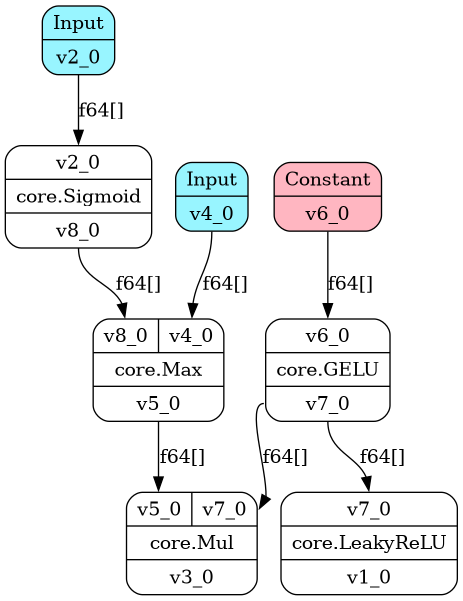 Input
v2_0
f64[]
v2_0
core.Sigmoid
v8_0
Input
v4_0
Constant
v6_0
f64[]
f64[]
f64[]
v8_0 v4_0
core.Max
v5_0
v6_0
core.GELU
v7_0
f64[]
f64[]
f64[]
v5_0 v7_0
core.Mul
v3_0
v7_0
core.LeakyReLU
v1_0